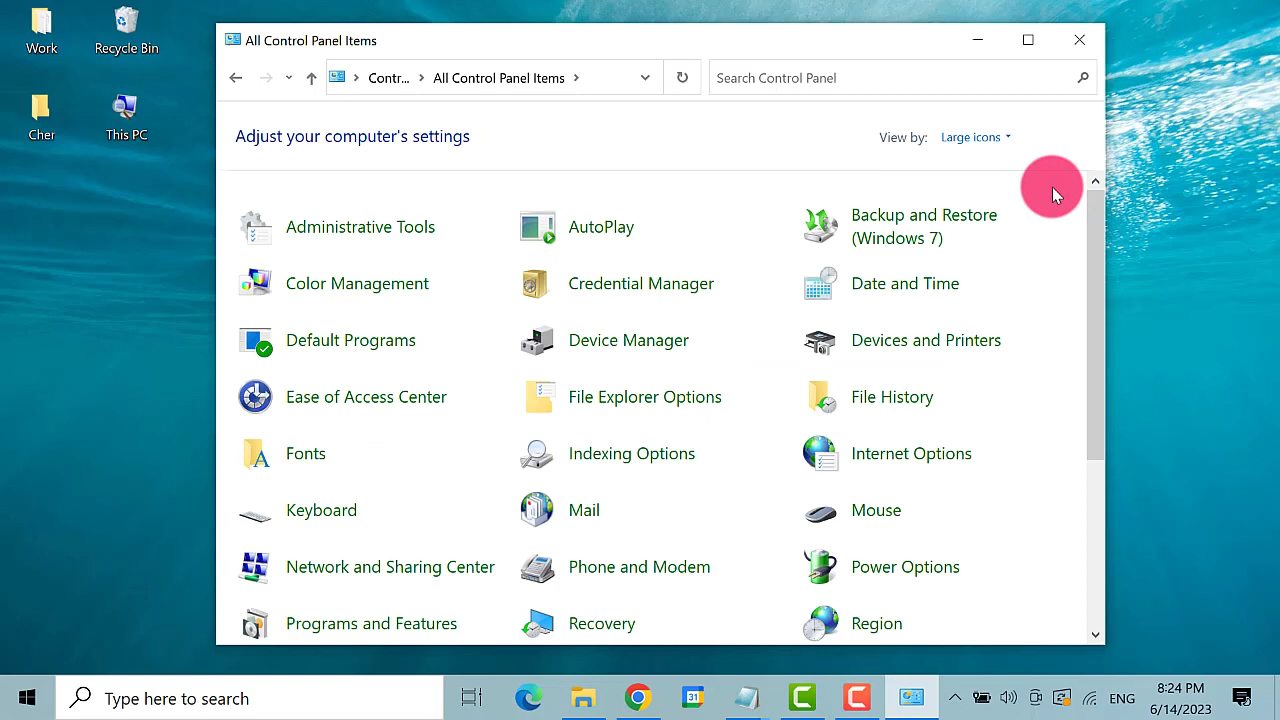 Work
Recycle Bin
Cher
This PC
All Control Panel Items
Contr...
All Control Panel Items
Search Control Panel
Adjust your computer's settings
View by:
Large icons
Administrative Tools
AutoPlay
Backup and Restore
(Windows 7)
Color Management
Credential Manager
Date and Time
Default Programs
Device Manager
Devices and Printers
Ease of Access Center
File Explorer Options
File History
Fonts
Indexing Options
Internet Options
Keyboard
Mail
Mouse
Network and Sharing Center
Phone and Modem
Power Options
Programs and Features
Recovery
Region
Type here to search
31
ENG
8:24 PM
6/14/2023